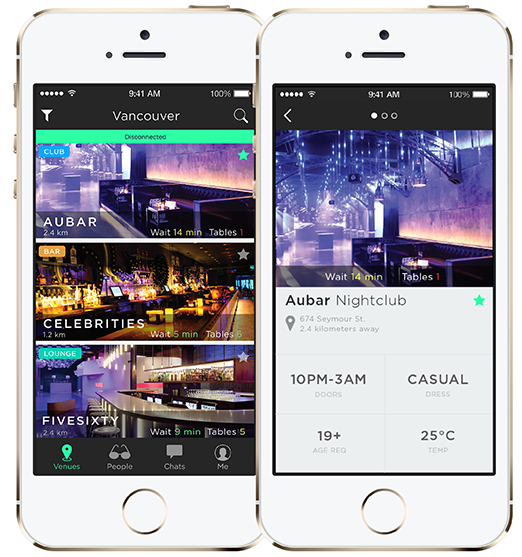 9:41 AM 100%
Vancouver
Disconnected
CLUB
AUBAR
2.4 km Wait 14 min Tables 1
BAR
CELEBRITIES
1.2 km Wait 5 min Tables 6
LOUNGE
FIVESIXTY
2.4 km Wait 9 min Tables 5
Venues People Chats Me
9:41 AM 100%
Wait 14 min Tables 1
Aubar Nightclub
674 Seymour St.
2.4 kilometers away
10PM-3AM CASUAL
DOORS DRESS
19+ 25°C
AGE REQ TEMP